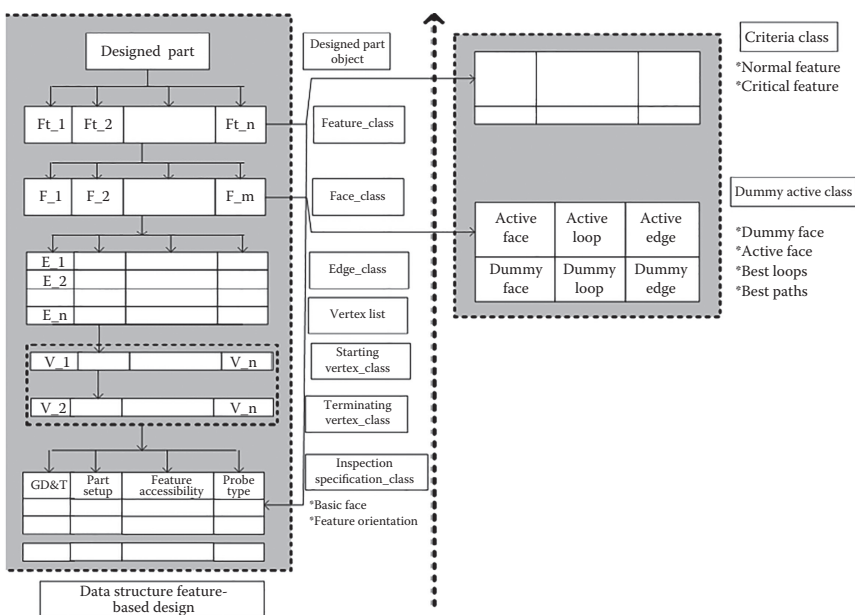 Designed part
Ft_1 Ft_2 Ft_n
F_1 F_2 F_m
E_1
E_2
E_n
V_1 V_n
V_2 V_n
GD&T Part setup Feature accessibility Probe type
Data structure feature-
based design
Designed part
object
Feature_class
Face_class
Edge_class
Vertex list
Starting
vertex_class
Terminating
vertex_class
Inspection
specification_class
*Basic face
*Feature orientation
Active face Active loop Active edge
Dummy face Dummy loop Dummy edge
Criteria class
*Normal feature
*Critical feature
Dummy active class
*Dummy face
*Active face
*Best loops
*Best paths